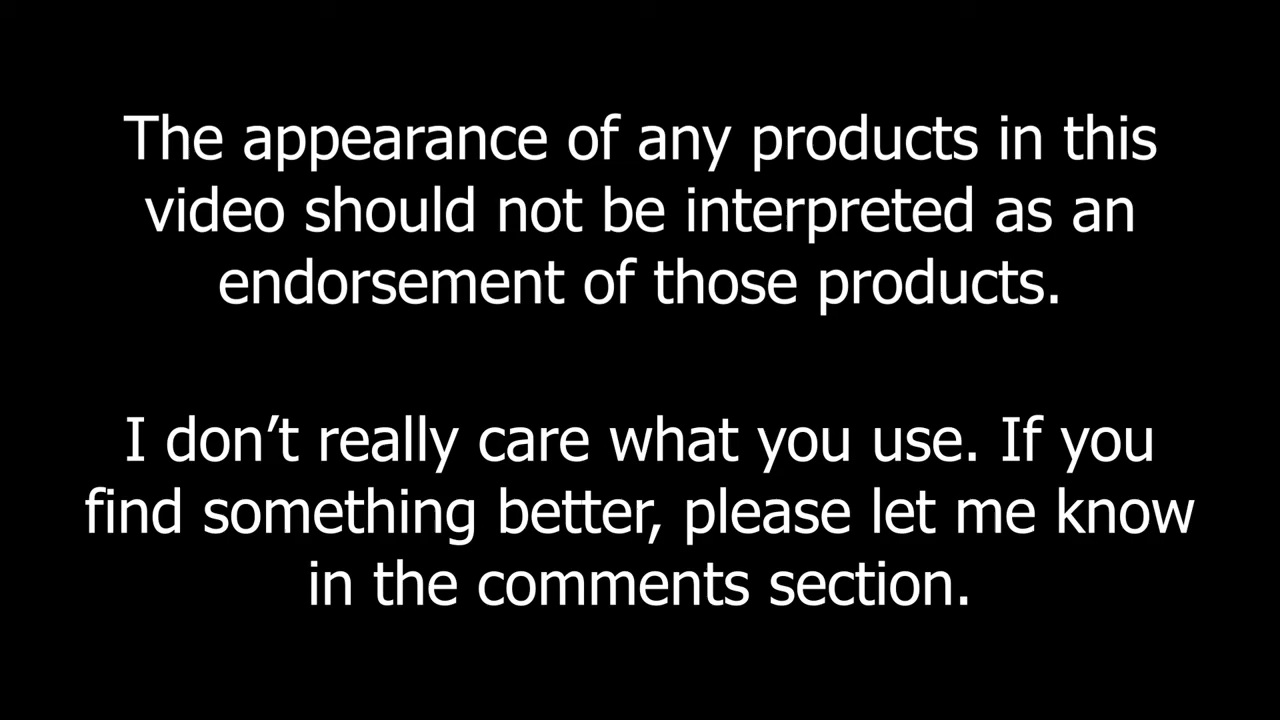 The appearance of any products in this
video should not be interpreted as an
endorsement of those products.
I don’t really care what you use. If you
find something better, please let me know
in the comments section.